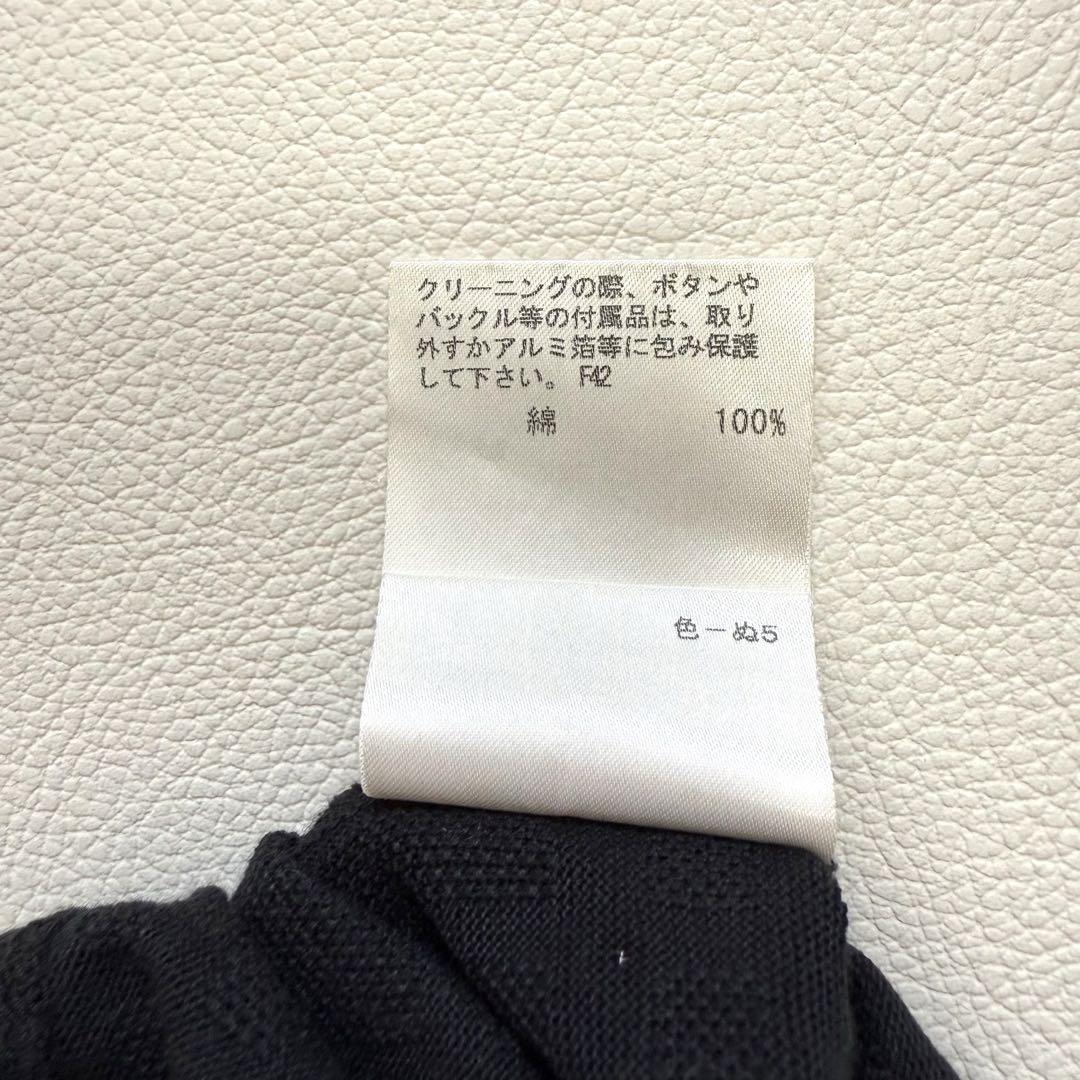 クリーニングの際、ボタンや
バックル等の付属品は、取り
外すかアルミ箔等に包み保護
して下さい。 F42
綿 100%
色ーぬ5